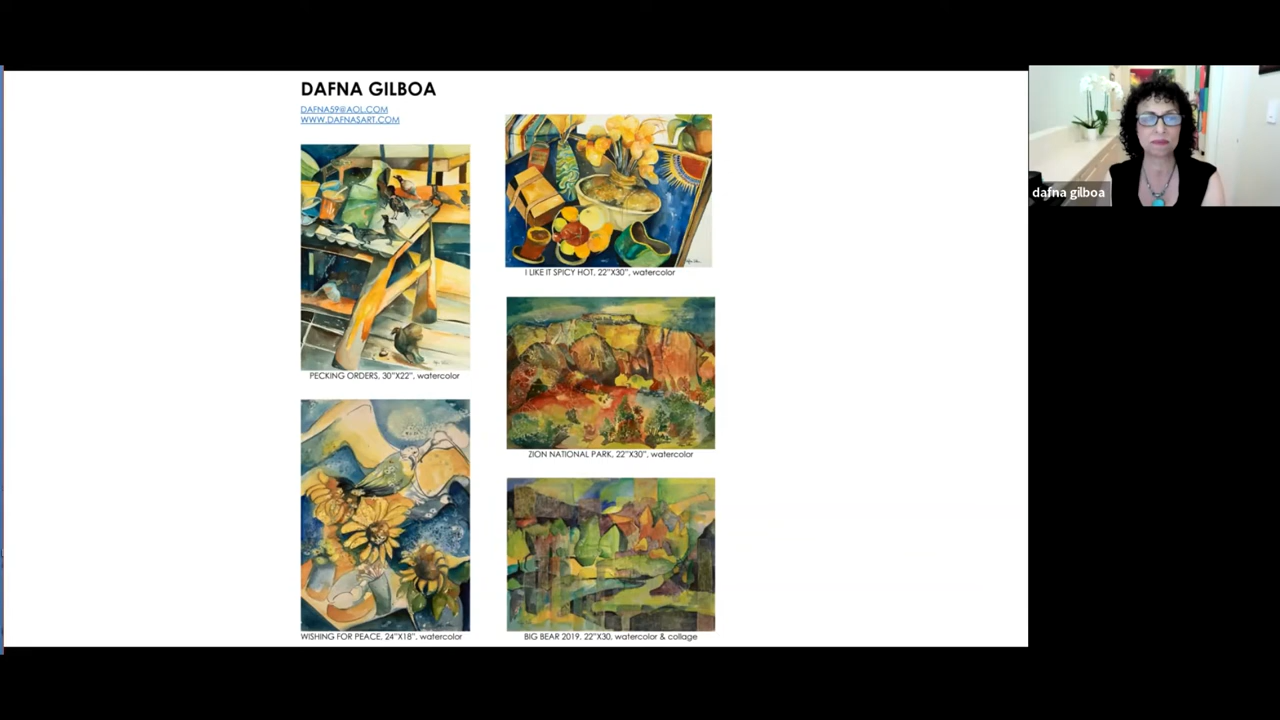 DAFNA GILBOA
DAFNA59@AOL.COM
WWW.DAFNASART.COM
PECKING ORDERS, 30"X22", watercolor
WISHING FOR PEACE, 24"X18", watercolor
I LIKE IT SPICY HOT, 22"X30", watercolor
ZION NATIONAL PARK, 22"X30", watercolor
BIG BEAR 2019, 22"X30, watercolor & collage
dafna gilboa